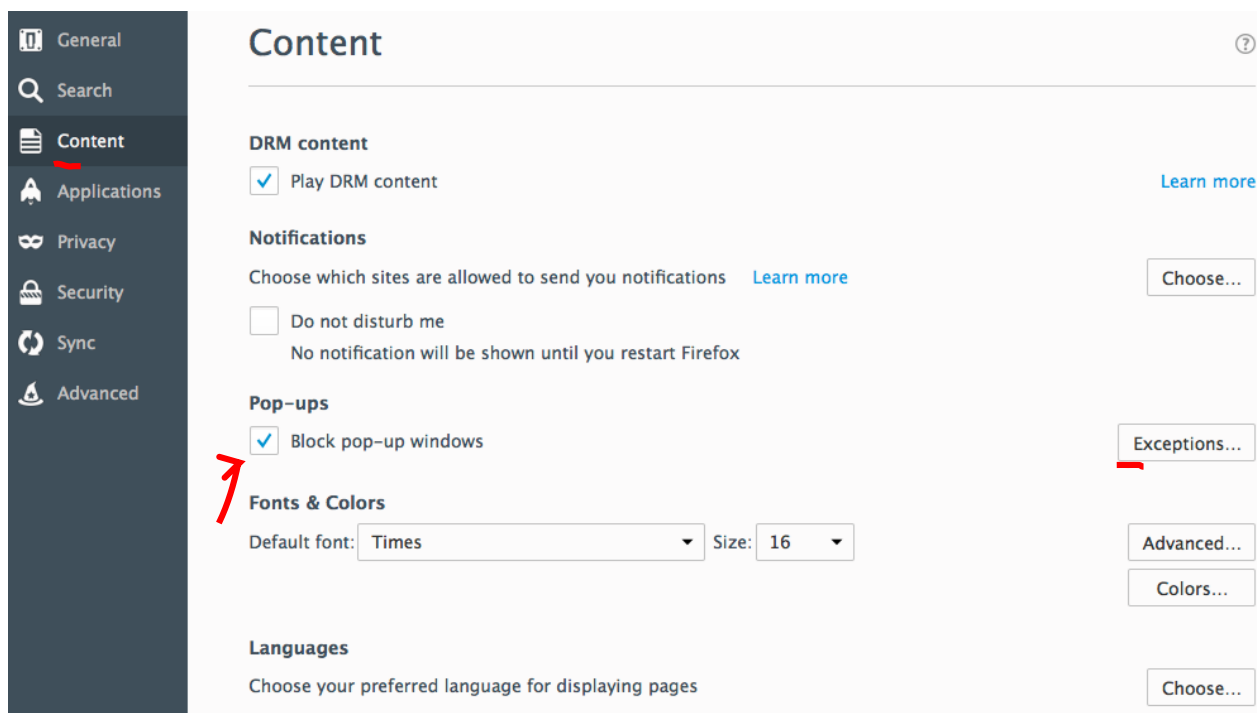 General
Search
Content
Applications
Privacy
Security
Sync
Advanced
Content
?
DRM content
Play DRM content Learn more
Notifications
Choose which sites are allowed to send you notifications Learn more Choose...
Do not disturb me
No notification will be shown until you restart Firefox
Pop-ups
Block pop-up windows Exceptions...
Fonts & Colors
Default font: Times Size: 16 Advanced...
Colors...
Languages
Choose your preferred language for displaying pages Choose...